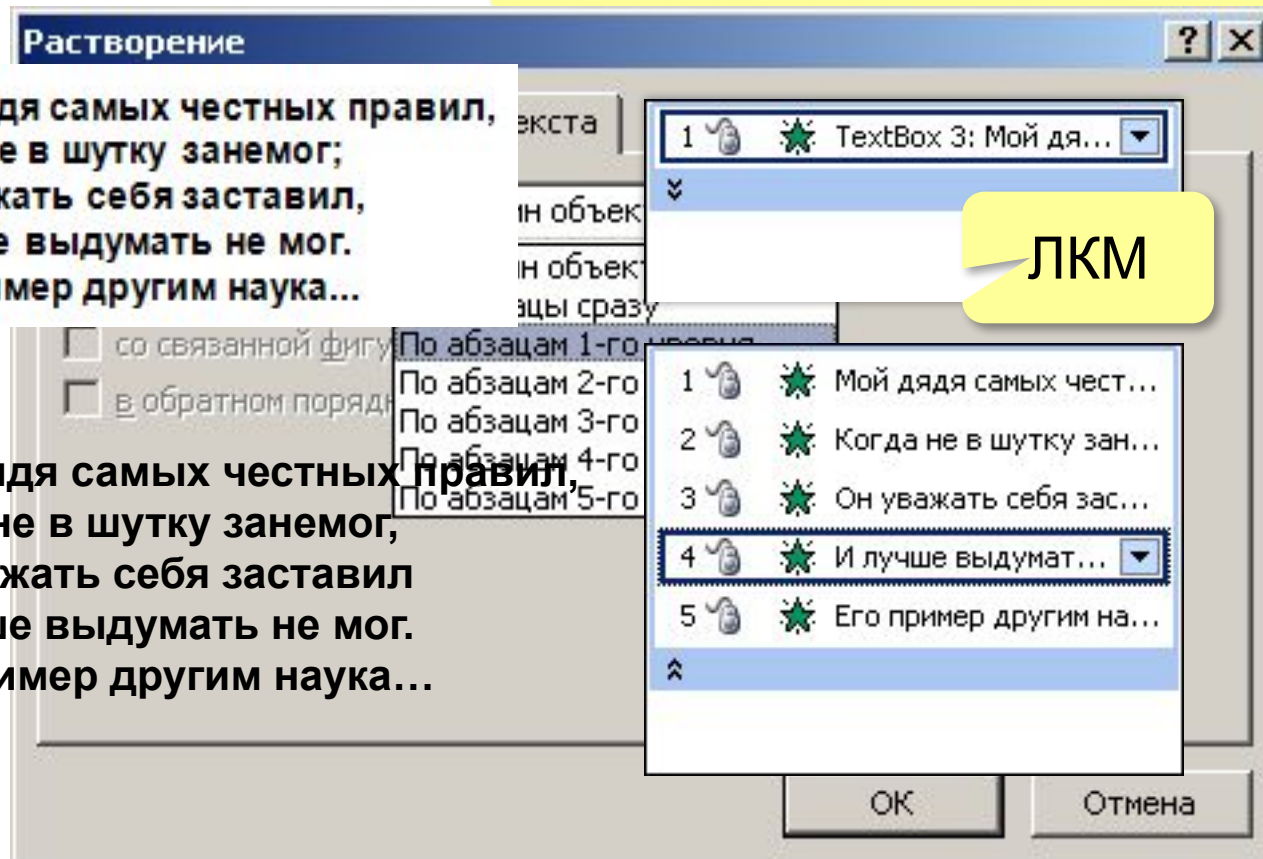 Растворение
дя самых честных правил,
е в шутку занемог;
жать себя заставил,
е выдумать не мог.
имер другим наука...
екста
1 TextBox 3: Мой дя...
ЛКМ
ин объек
ин объект
ацы сразу
со связанной фигу
По абзацам 1-го уровня
в обратном порядк
По абзацам 2-го
По абзацам 3-го
По абзацам 4-го
По абзацам 5-го
1 Мой дядя самых чест...
2 Когда не в шутку зан...
3 Он уважать себя зас...
4 И лучше выдумат...
5 Его пример другим на...
ядя самых честных правил,
не в шутку занемог,
жать себя заставил
ше выдумать не мог.
имер другим наука…
ОК
Отмена